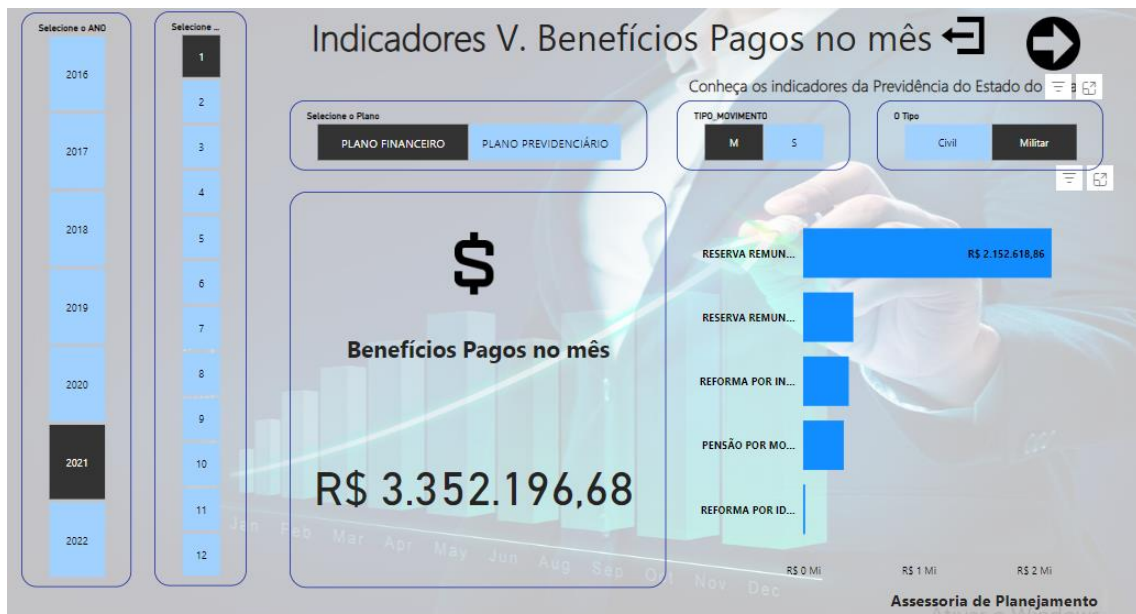 Selecione o ANO
2016
2017
2018
2019
2020
2021
2022
Selecione ...
1
2
3
4
5
6
7
8
9
10
11
12
Indicadores V. Benefícios Pagos no mês
Conheça os indicadores da Previdência do Estado do
Selecione o Plano
PLANO FINANCEIRO
PLANO PREVIDENCIÁRIO
TIPO_MOVIMENTO
M
S
O Tipo
Civil
Militar
$
Benefícios Pagos no mês
R$ 3.352.196,68
RESERVA REMUN...
R$ 2.152.618,86
RESERVA REMUN...
REFORMA POR IN...
PENSÃO POR MO...
REFORMA POR ID...
R$ 0 Mi
R$ 1 Mi
R$ 2 Mi
Jan Feb Mar Apr May Jun Aug Sep Oct Nov Dec
Assessoria de Planejamento